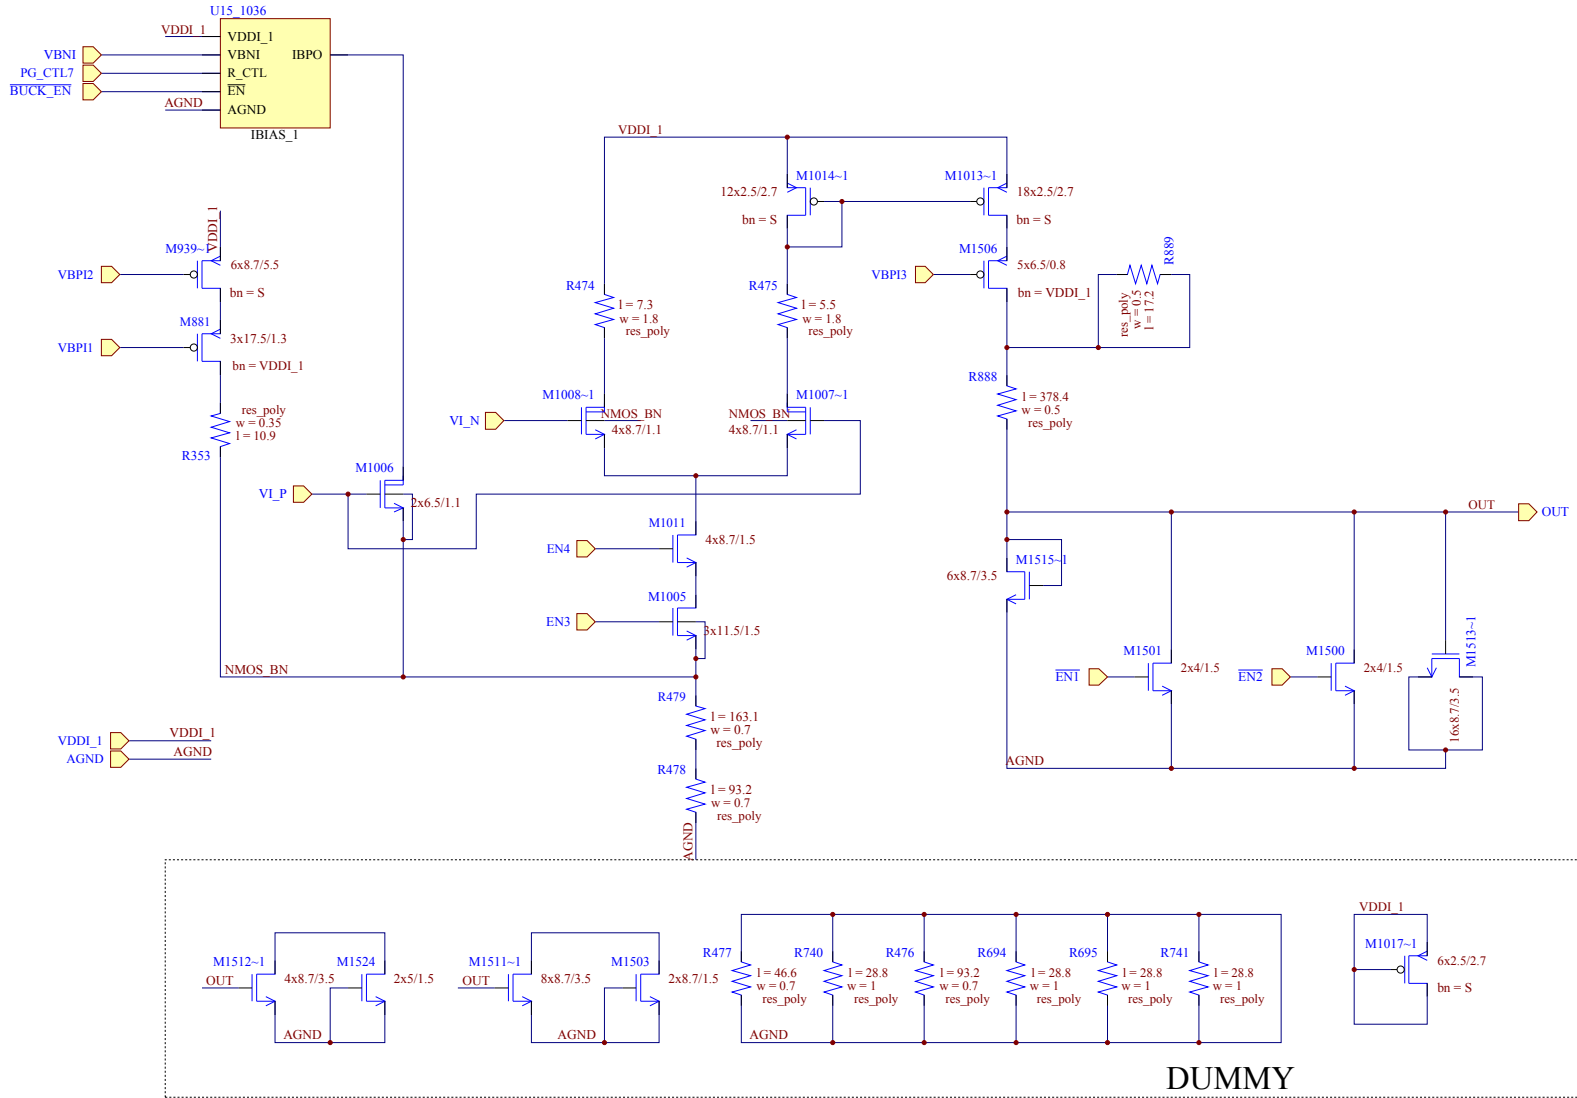 U15_1036
VDDI_1
VDDI_1
VBNI
VBNI
IBPO
PG_CTL7
R_CTL
BUCK_EN
EN
AGND
AGND
IBIAS_1
VDDI_1
M1014~1
M1013~1
12x2.5/2.7
18x2.5/2.7
bn = S
bn = S
VDDI_1
M939~1
6x8.7/5.5
VBPI2
bn = S
M881
3x17.5/1.3
VBPI1
bn = VDDI_1
res_poly
w = 0.35
l = 10.9
R353
M1506
5x6.5/0.8
VBPI3
bn = VDDI_1
R889
res_poly
w = 0.5
l = 17.2
R474
l = 7.3
w = 1.8
res_poly
R475
l = 5.5
w = 1.8
res_poly
R888
l = 378.4
w = 0.5
res_poly
M1008~1
NMOS_BN
VI_N
4x8.7/1.1
M1007~1
NMOS_BN
4x8.7/1.1
M1006
VI_P
2x6.5/1.1
M1011
4x8.7/1.5
EN4
M1005
EN3
3x11.5/1.5
OUT
OUT
M1515~1
6x8.7/3.5
M1501
2x4/1.5
EN1
M1500
2x4/1.5
EN2
M1513~1
16x8.7/3.5
NMOS_BN
R479
l = 163.1
w = 0.7
res_poly
VDDI_1
VDDI_1
AGND
AGND
R478
l = 93.2
w = 0.7
res_poly
AGND
AGND
M1512~1
4x8.7/3.5
OUT
M1524
2x5/1.5
AGND
M1511~1
8x8.7/3.5
OUT
M1503
2x8.7/1.5
AGND
R477
l = 46.6
w = 0.7
res_poly
R740
l = 28.8
w = 1
res_poly
R476
l = 93.2
w = 0.7
res_poly
R694
l = 28.8
w = 1
res_poly
R695
l = 28.8
w = 1
res_poly
R741
l = 28.8
w = 1
res_poly
AGND
VDDI_1
M1017~1
6x2.5/2.7
bn = S
DUMMY